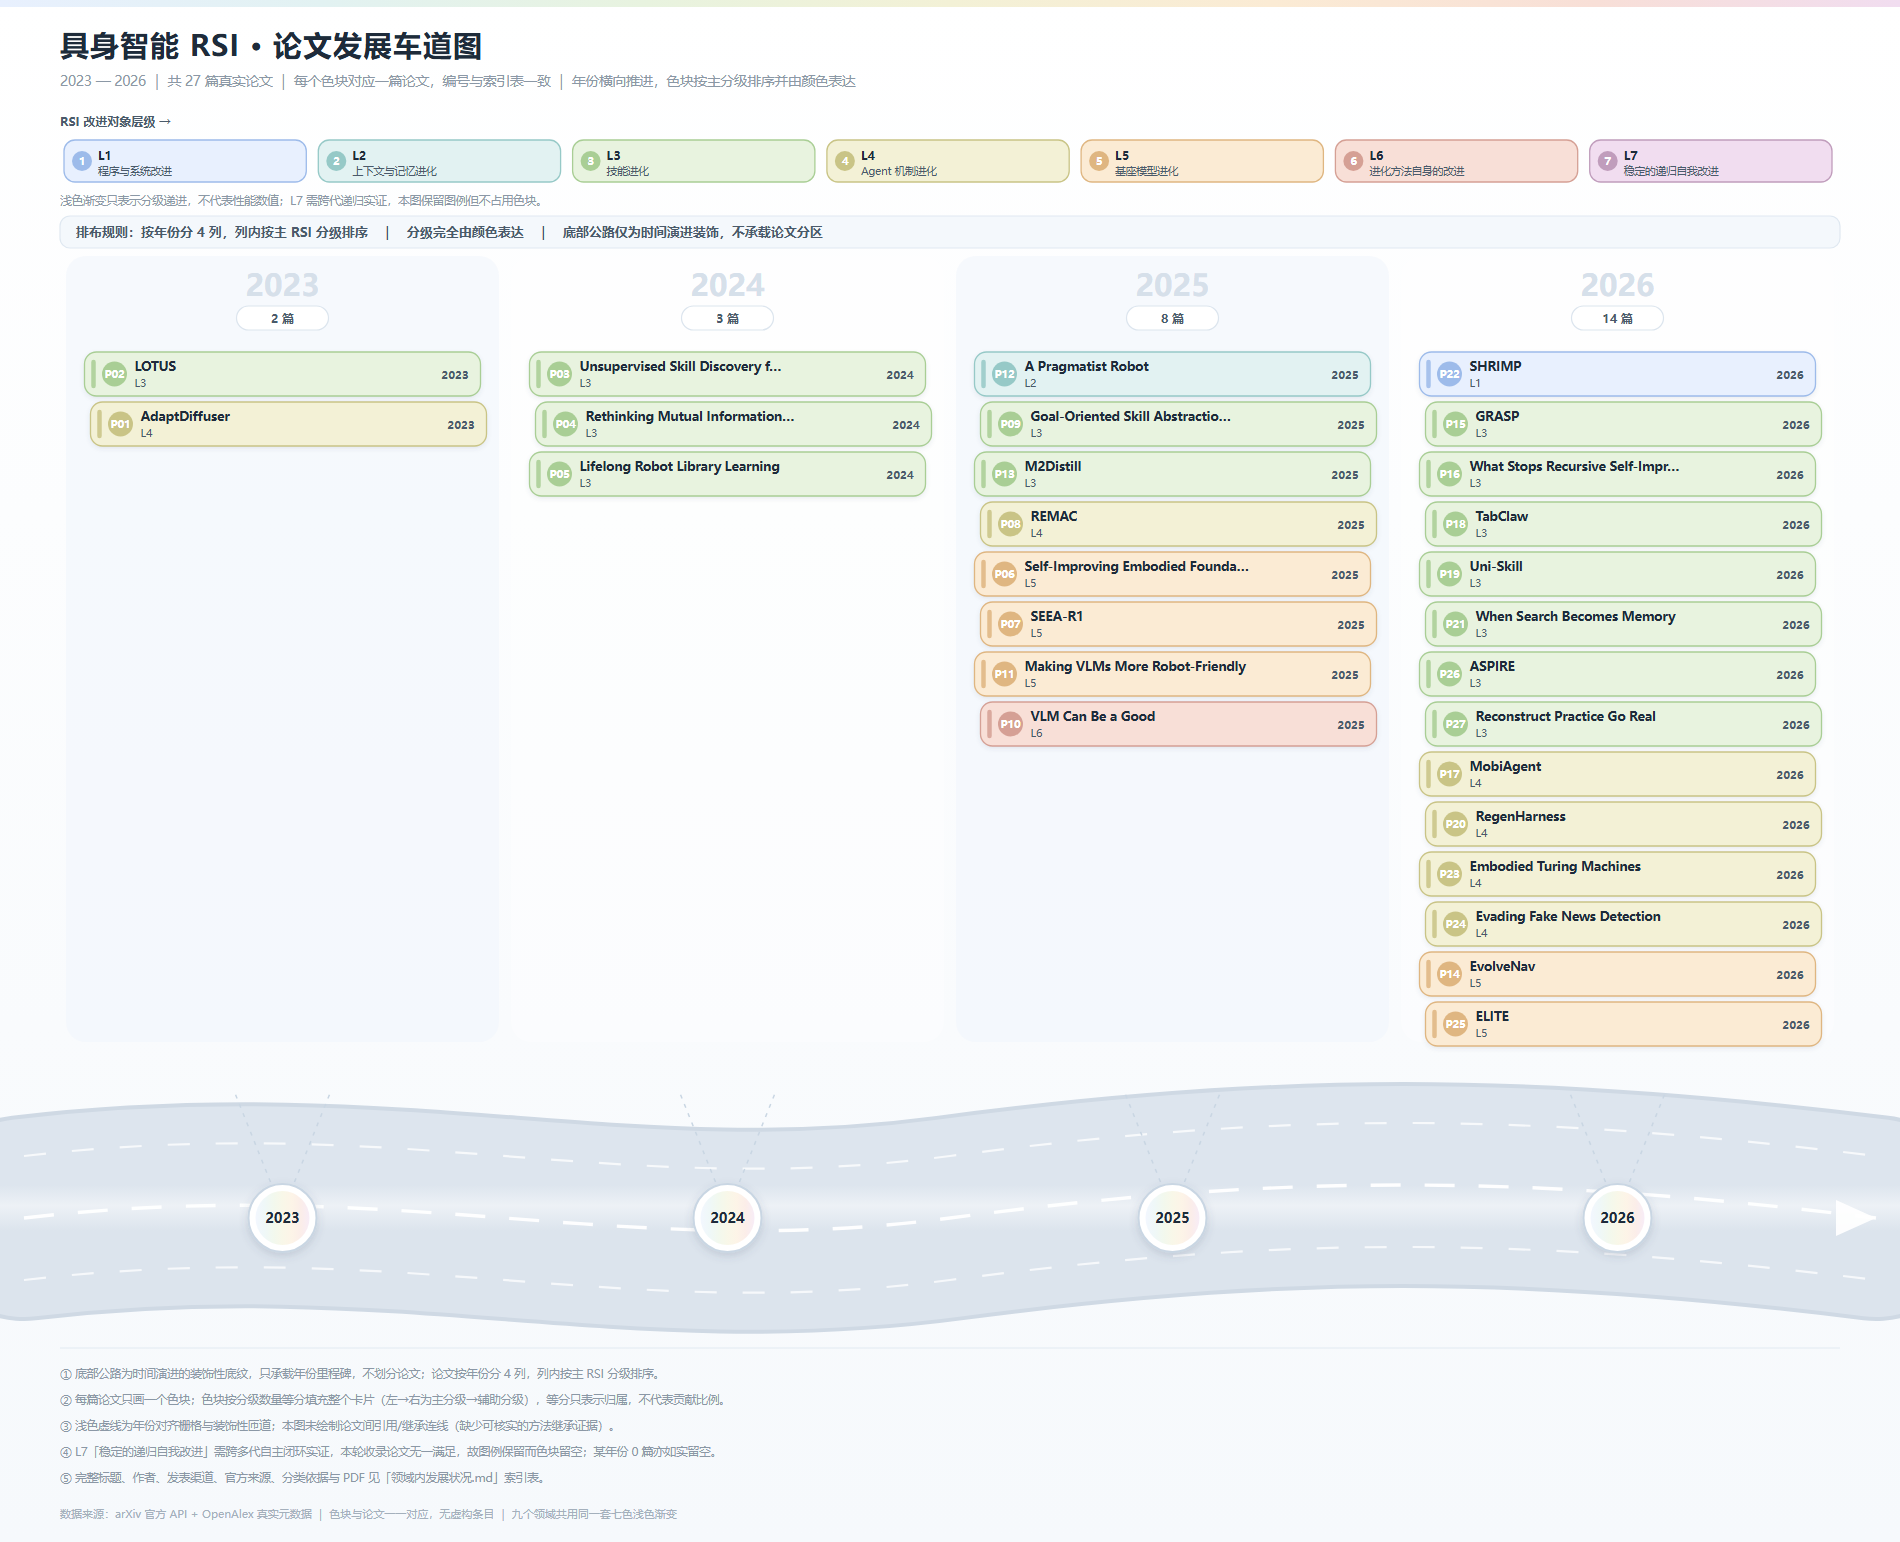 具身智能 RSI · 论文发展车道图
2023 — 2026 | 共 27 篇真实论文 | 每个色块对应一篇论文，编号与索引表一致 | 年份横向推进，色块按主分级排序并由颜色表达
RSI 改进对象层级 →
1 L1 程序与系统改进
2 L2 上下文与记忆进化
3 L3 技能进化
4 L4 Agent 机制进化
5 L5 基座模型进化
6 L6 进化方法自身的改进
7 L7 稳定的递归自我改进
浅色渐变只表示分级递进，不代表性能数值；L7 需跨代递归实证，本图保留图例但不占用色块。
排布规则：按年份分 4 列，列内按主 RSI 分级排序 | 分级完全由颜色表达 | 底部公路仅为时间演进装饰，不承载论文分区
2023
2 篇
P02 LOTUS 2023
L3
P01 AdaptDiffuser 2023
L4
2024
3 篇
P03 Unsupervised Skill Discovery f... 2024
L3
P04 Rethinking Mutual Information... 2024
L3
P05 Lifelong Robot Library Learning 2024
L3
2025
8 篇
P12 A Pragmatist Robot 2025
L2
P09 Goal-Oriented Skill Abstractio... 2025
L3
P13 M2Distill 2025
L3
P08 REMAC 2025
L4
P06 Self-Improving Embodied Founda... 2025
L5
P07 SEEA-R1 2025
L5
P11 Making VLMs More Robot-Friendly 2025
L5
P10 VLM Can Be a Good 2025
L6
2026
14 篇
P22 SHRIMP 2026
L1
P15 GRASP 2026
L3
P16 What Stops Recursive Self-Impr... 2026
L3
P18 TabClaw 2026
L3
P19 Uni-Skill 2026
L3
P21 When Search Becomes Memory 2026
L3
P26 ASPIRE 2026
L3
P27 Reconstruct Practice Go Real 2026
L3
P17 MobiAgent 2026
L4
P20 RegenHarness 2026
L4
P23 Embodied Turing Machines 2026
L4
P24 Evading Fake News Detection 2026
L4
P14 EvolveNav 2026
L5
P25 ELITE 2026
L5
2023
2024
2025
2026
① 底部公路为时间演进的装饰性底纹，只承载年份里程碑，不划分论文；论文按年份分 4 列，列内按主 RSI 分级排序。
② 每篇论文只画一个色块；色块按分级数量等分填充整个卡片（左→右为主分级→辅助分级），等分只表示归属，不代表贡献比例。
③ 浅色虚线为年份对齐栅格与装饰性匝道；本图未绘制论文间引用/继承连线（缺少可核实的方法继承证据）。
④ L7「稳定的递归自我改进」需跨多代自主闭环实证，本轮收录论文无一满足，故图例保留而色块留空；某年份 0 篇亦如实留空。
⑤ 完整标题、作者、发表渠道、官方来源、分类依据与 PDF 见「领域内发展状况.md」索引表。
数据来源：arXiv 官方 API + OpenAlex 真实元数据 | 色块与论文一一对应，无虚构条目 | 九个领域共用同一套七色浅色渐变